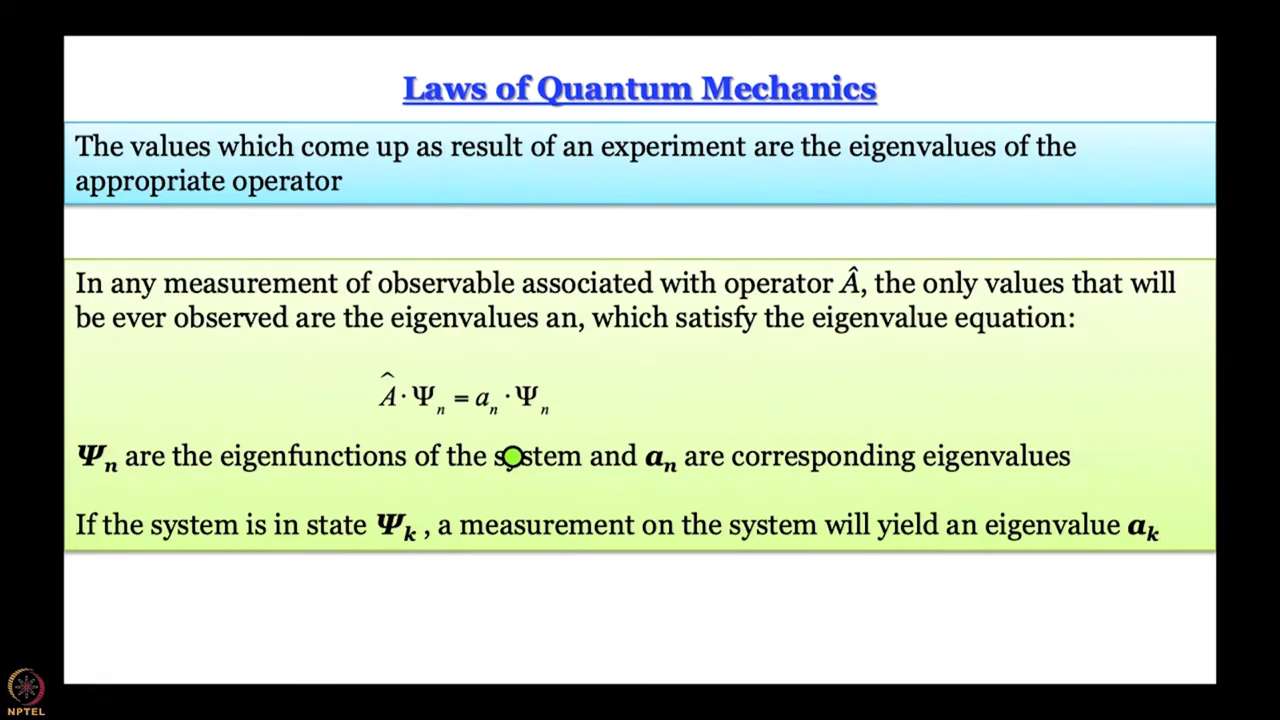 Laws of Quantum Mechanics
The values which come up as result of an experiment are the eigenvalues of the
appropriate operator
In any measurement of observable associated with operator Â, the only values that will
be ever observed are the eigenvalues an, which satisfy the eigenvalue equation:
Â · Ψₙ = aₙ · Ψₙ
Ψₙ are the eigenfunctions of the system and aₙ are corresponding eigenvalues
If the system is in state Ψₖ , a measurement on the system will yield an eigenvalue aₖ
NPTEL